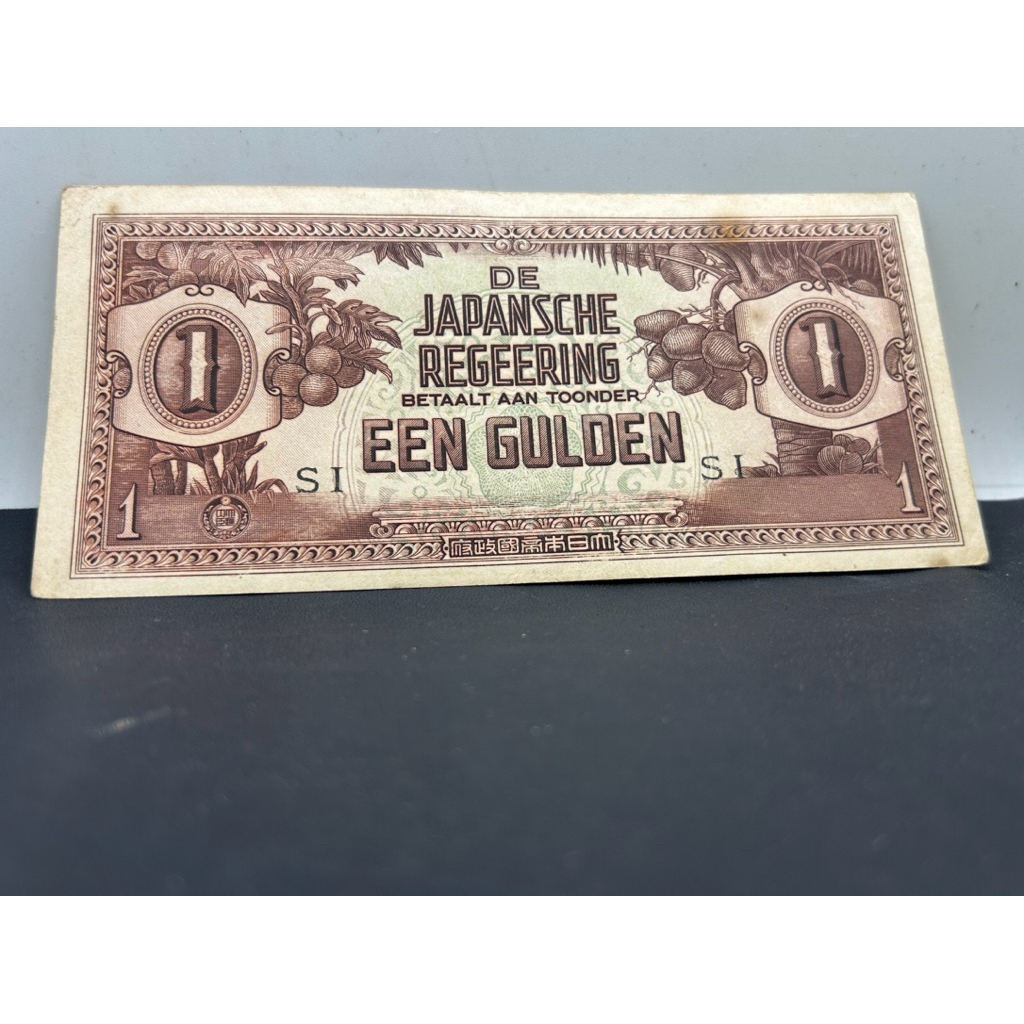 DE
JAPANSCHE
REGEERING
BETAALT AAN TOONDER
EEN GULDEN
1 1
SI SI
1 1
府政國帝本日大